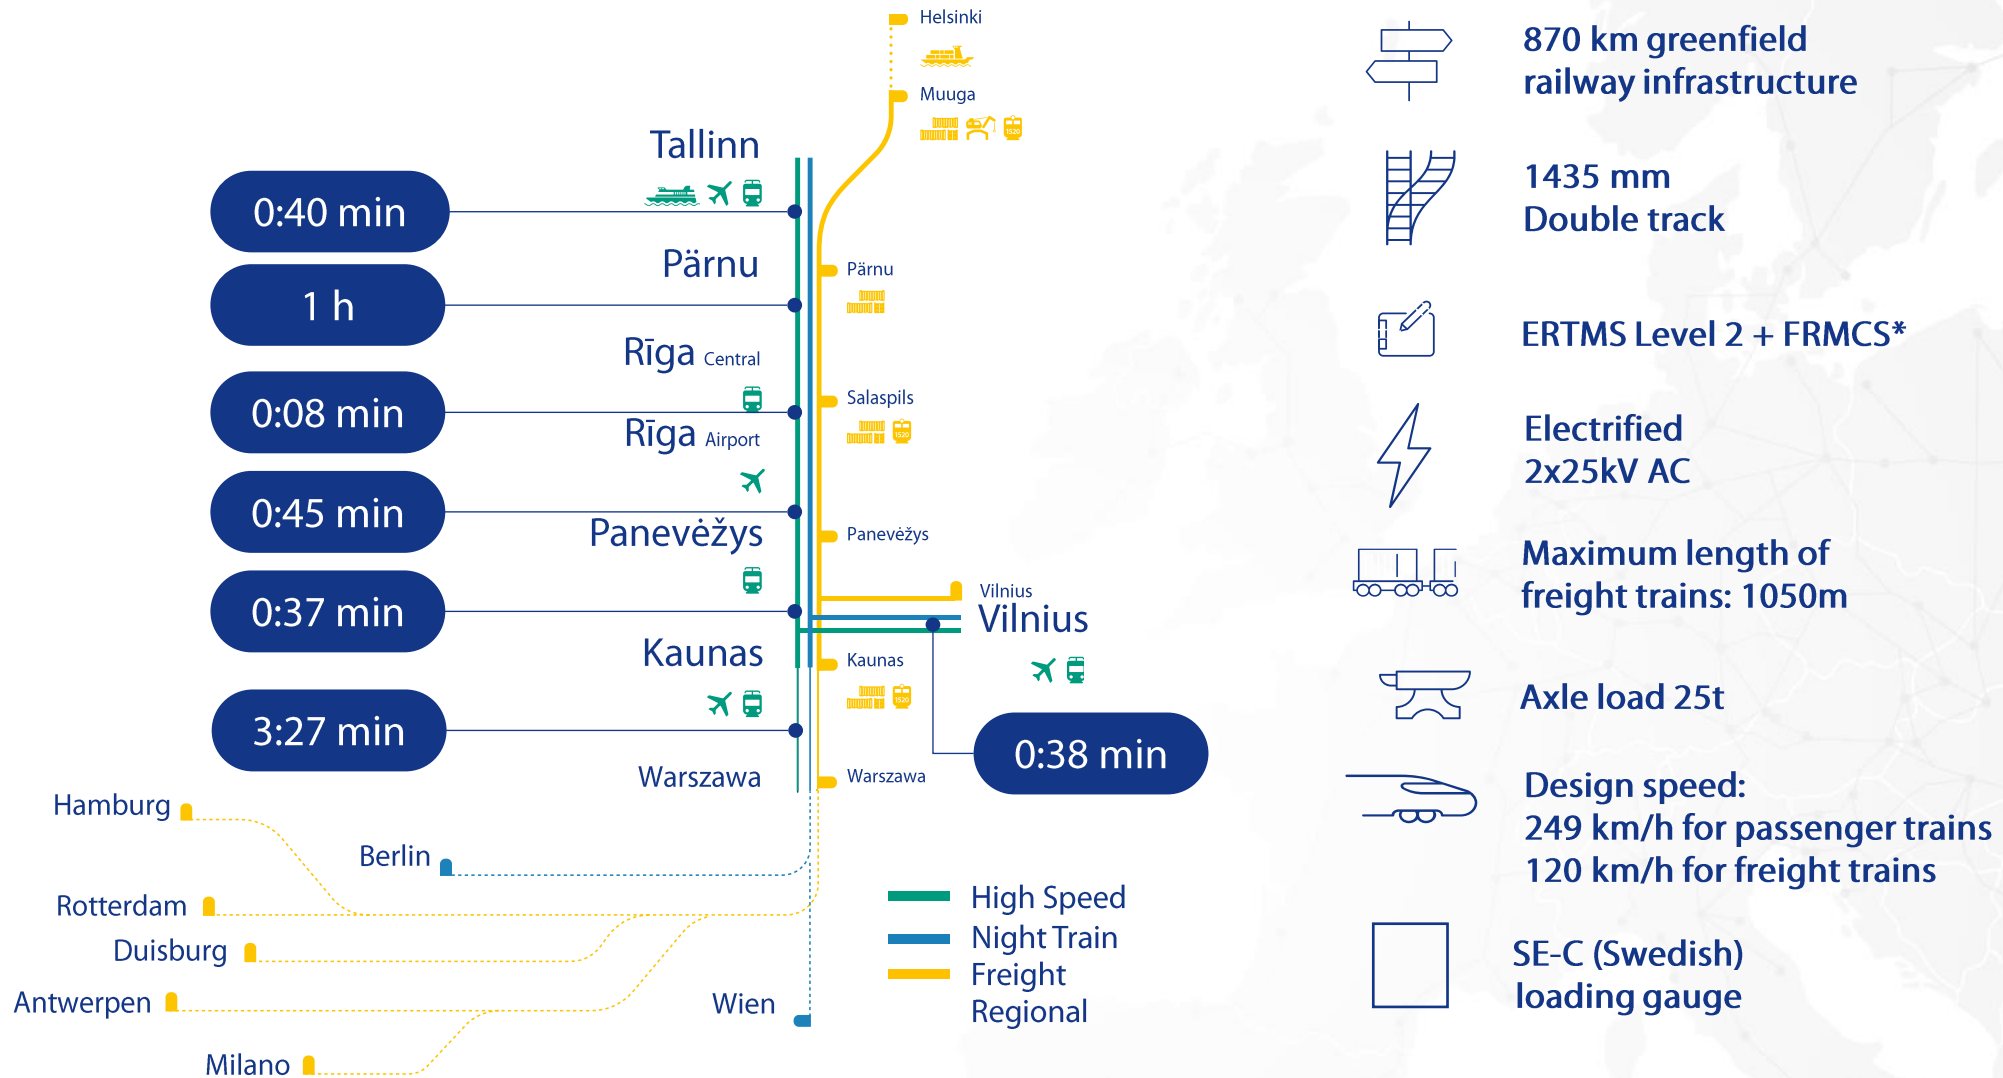 Helsinki
Muuga
1520
Tallinn
0:40 min
Pärnu
Pärnu
1 h
Rīga Central
Salaspils
1520
0:08 min
Rīga Airport
0:45 min
Panevėžys
Panevėžys
0:37 min
Vilnius
Vilnius
Kaunas
Kaunas
1520
3:27 min
0:38 min
Warszawa
Warszawa
Hamburg
Berlin
Rotterdam
Duisburg
Antwerpen
Wien
Milano
High Speed
Night Train
Freight
Regional
870 km greenfield
railway infrastructure
1435 mm
Double track
ERTMS Level 2 + FRMCS*
Electrified
2x25kV AC
Maximum length of
freight trains: 1050m
Axle load 25t
Design speed:
249 km/h for passenger trains
120 km/h for freight trains
SE-C (Swedish)
loading gauge